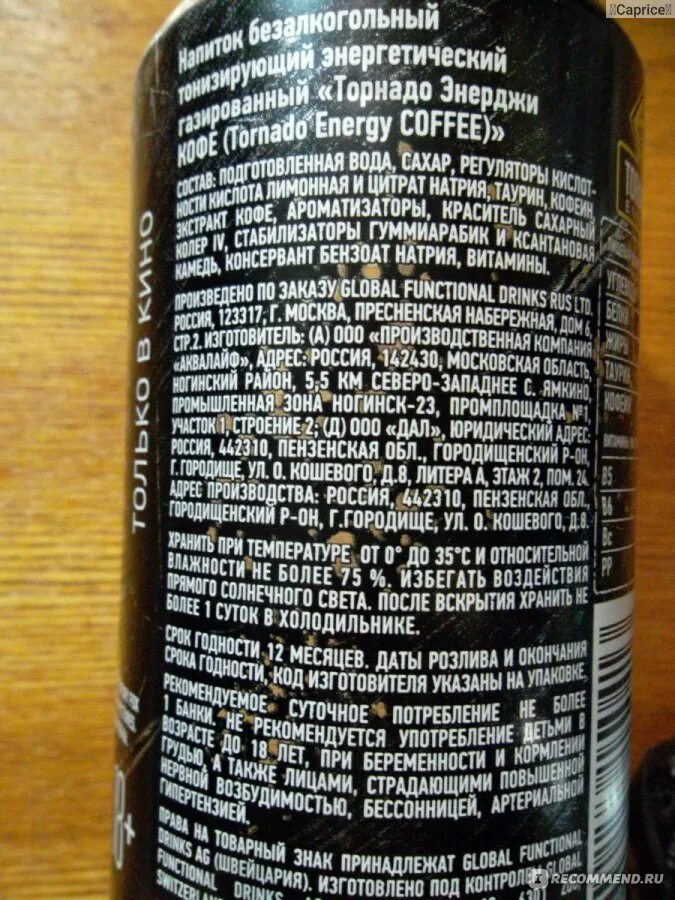 Caprice
Напиток безалкогольный
тонизирующий энергетический
газированный «Торнадо Энерджи
КОФЕ (Tornado Energy COFFEE)»
СОСТАВ: ПОДГОТОВЛЕННАЯ ВОДА, САХАР, РЕГУЛЯТОРЫ КИСЛОТ-
НОСТИ КИСЛОТА ЛИМОННАЯ И ЦИТРАТ НАТРИЯ, ТАУРИН, КОФЕИН,
ЭКСТРАКТ КОФЕ, АРОМАТИЗАТОРЫ, КРАСИТЕЛЬ САХАРНЫЙ
КОЛЕР IV, СТАБИЛИЗАТОРЫ ГУММИАРАБИК И КСАНТАНОВАЯ
КАМЕДЬ, КОНСЕРВАНТ БЕНЗОАТ НАТРИЯ, ВИТАМИНЫ.
ПРОИЗВЕДЕНО ПО ЗАКАЗУ GLOBAL FUNCTIONAL DRINKS RUS LTD,
РОССИЯ, 123317, Г. МОСКВА, ПРЕСНЕНСКАЯ НАБЕРЕЖНАЯ, ДОМ 6,
СТР.2. ИЗГОТОВИТЕЛЬ: (А) ООО «ПРОИЗВОДСТВЕННАЯ КОМПАНИЯ
«АКВАЛАЙФ», АДРЕС: РОССИЯ, 142430, МОСКОВСКАЯ ОБЛАСТЬ,
НОГИНСКИЙ РАЙОН, 5,5 КМ СЕВЕРО-ЗАПАДНЕЕ С. ЯМКИНО,
ПРОМЫШЛЕННАЯ ЗОНА НОГИНСК-23, ПРОМПЛОЩАДКА №1,
УЧАСТОК 1, СТРОЕНИЕ 2; (Д) ООО «ДАЛ», ЮРИДИЧЕСКИЙ АДРЕС:
РОССИЯ, 442310, ПЕНЗЕНСКАЯ ОБЛ., ГОРОДИЩЕНСКИЙ Р-ОН,
Г. ГОРОДИЩЕ, УЛ. О. КОШЕВОГО, Д.8, ЛИТЕРА А, ЭТАЖ 2, ПОМ. 24,
АДРЕС ПРОИЗВОДСТВА: РОССИЯ, 442310, ПЕНЗЕНСКАЯ ОБЛ.,
ГОРОДИЩЕНСКИЙ Р-ОН, Г.ГОРОДИЩЕ, УЛ. О. КОШЕВОГО, Д.8.
ХРАНИТЬ ПРИ ТЕМПЕРАТУРЕ ОТ 0° ДО 35°С И ОТНОСИТЕЛЬНОЙ
ВЛАЖНОСТИ НЕ БОЛЕЕ 75 %. ИЗБЕГАТЬ ВОЗДЕЙСТВИЯ
ПРЯМОГО СОЛНЕЧНОГО СВЕТА. ПОСЛЕ ВСКРЫТИЯ ХРАНИТЬ НЕ
БОЛЕЕ 1 СУТОК В ХОЛОДИЛЬНИКЕ.
СРОК ГОДНОСТИ 12 МЕСЯЦЕВ. ДАТЫ РОЗЛИВА И ОКОНЧАНИЯ
СРОКА ГОДНОСТИ, КОД ИЗГОТОВИТЕЛЯ УКАЗАНЫ НА УПАКОВКЕ.
РЕКОМЕНДУЕМОЕ СУТОЧНОЕ ПОТРЕБЛЕНИЕ НЕ БОЛЕЕ
1 БАНКИ. НЕ РЕКОМЕНДУЕТСЯ УПОТРЕБЛЕНИЕ ДЕТЬМИ В
ВОЗРАСТЕ ДО 18 ЛЕТ, ПРИ БЕРЕМЕННОСТИ И КОРМЛЕНИИ
ГРУДЬЮ, А ТАКЖЕ ЛИЦАМИ, СТРАДАЮЩИМИ ПОВЫШЕННОЙ
НЕРВНОЙ ВОЗБУДИМОСТЬЮ, БЕССОННИЦЕЙ, АРТЕРИАЛЬНОЙ
ГИПЕРТЕНЗИЕЙ.
ПРАВА НА ТОВАРНЫЙ ЗНАК ПРИНАДЛЕЖАТ GLOBAL FUNCTIONAL
DRINKS AG (ШВЕЙЦАРИЯ). ИЗГОТОВЛЕНО ПОД КОНТРОЛЕМ GLOBAL
FUNCTIONAL DRINKS
ТОЛЬКО В КИНО
ТАУРИН
КОФЕИН
B5
B6
Bc
PP
IRECOMMEND.RU